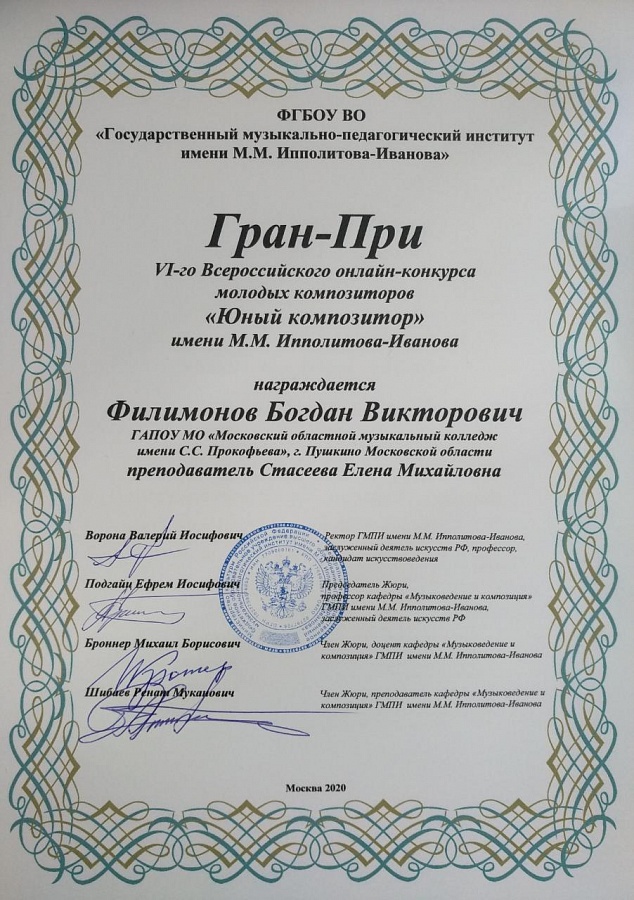 ФГБОУ ВО
«Государственный музыкально-педагогический институт
имени М.М. Ипполитова-Иванова»
Гран-При
VI-го Всероссийского онлайн-конкурса
молодых композиторов
«Юный композитор»
имени М.М. Ипполитова-Иванова
награждается
Филимонов Богдан Викторович
ГАПОУ МО «Московский областной музыкальный колледж
имени С.С. Прокофьева», г. Пушкино Московской области
преподаватель Стасеева Елена Михайловна
Ворона Валерий Иосифович
Ректор ГМПИ имени М.М. Ипполитова-Иванова,
заслуженный деятель искусств РФ, профессор,
кандидат искусствоведения
Подгайц Ефрем Иосифович
Председатель Жюри,
профессор кафедры «Музыковедение и композиция»
ГМПИ имени М.М. Ипполитова-Иванова,
заслуженный деятель искусств РФ
Броннер Михаил Борисович
Член Жюри, доцент кафедры «Музыковедение и
композиция» ГМПИ имени М.М. Ипполитова-Иванова
Шибаев Ренат Муканович
Член Жюри, преподаватель кафедры «Музыковедение и
композиция» ГМПИ имени М.М. Ипполитова-Иванова
Москва 2020